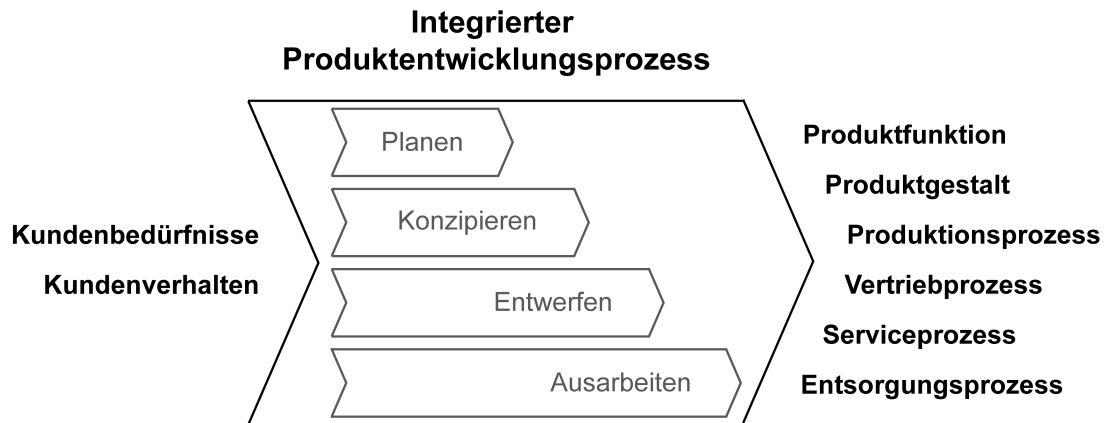 Integrierter
Produktentwicklungsprozess
Kundenbedürfnisse
Kundenverhalten
Planen
Konzipieren
Entwerfen
Ausarbeiten
Produktfunktion
Produktgestalt
Produktionsprozess
Vertriebprozess
Serviceprozess
Entsorgungsprozess